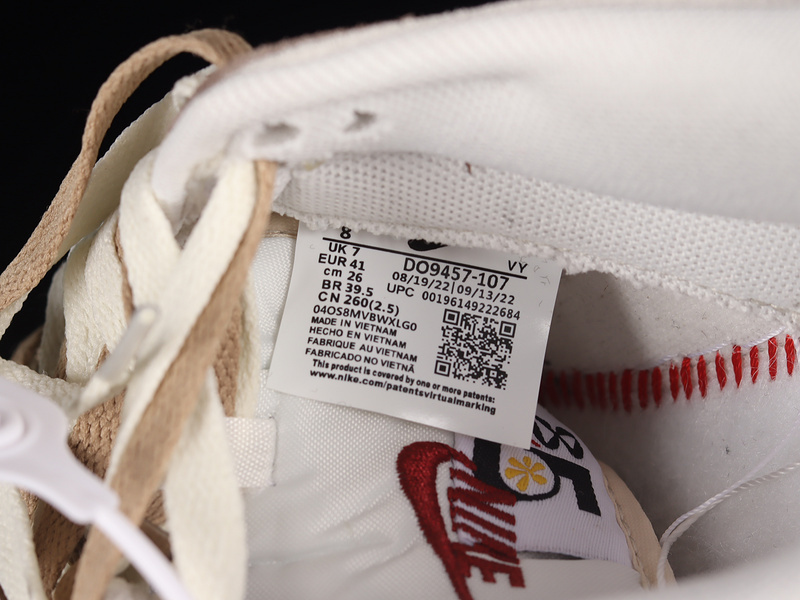 8
UK 7
EUR 41
cm 26
BR 39.5
CN 260(2.5)
VY
DO9457-107
08/19/22|09/13/22
UPC 00196149222684
04OS8MVBWXLG0
MADE IN VIETNAM
HECHO EN VIETNAM
FABRIQUE AU VIETNAM
FABRICADO NO VIETNÃ
This product is covered by one or more patents:
www.nike.com/patentsvirtualmarking
85
NIKE